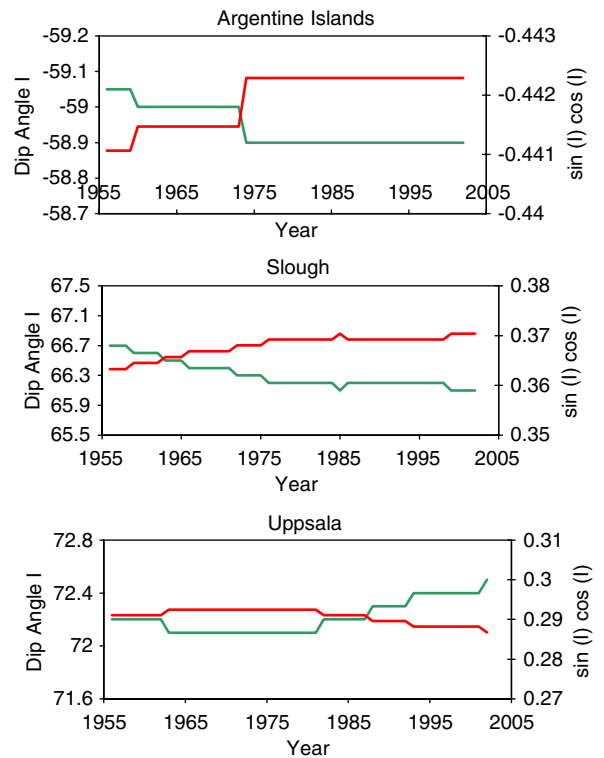 Argentine Islands
Dip Angle I
-59.2
-59.1
-59
-58.9
-58.8
-58.7
1955 1965 1975 1985 1995 2005
Year
-0.443
-0.442
-0.441
-0.44
sin (I) cos (I)
Slough
Dip Angle I
67.5
67.1
66.7
66.3
65.9
65.5
1955 1965 1975 1985 1995 2005
Year
0.38
0.37
0.36
0.35
sin (I) cos (I)
Uppsala
Dip Angle I
72.8
72.4
72
71.6
1955 1965 1975 1985 1995 2005
Year
0.31
0.3
0.29
0.28
0.27
sin (I) cos (I)